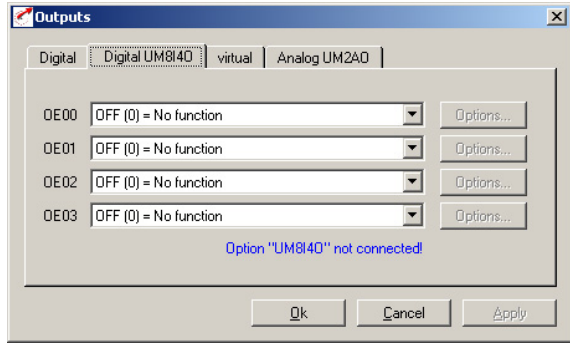 Outputs
Digital Digital UM8I4O virtual Analog UM2AO
OE00 OFF (0) = No function Options...
OE01 OFF (0) = No function Options...
OE02 OFF (0) = No function Options...
OE03 OFF (0) = No function Options...
Option "UM8I4O" not connected!
Ok Cancel Apply